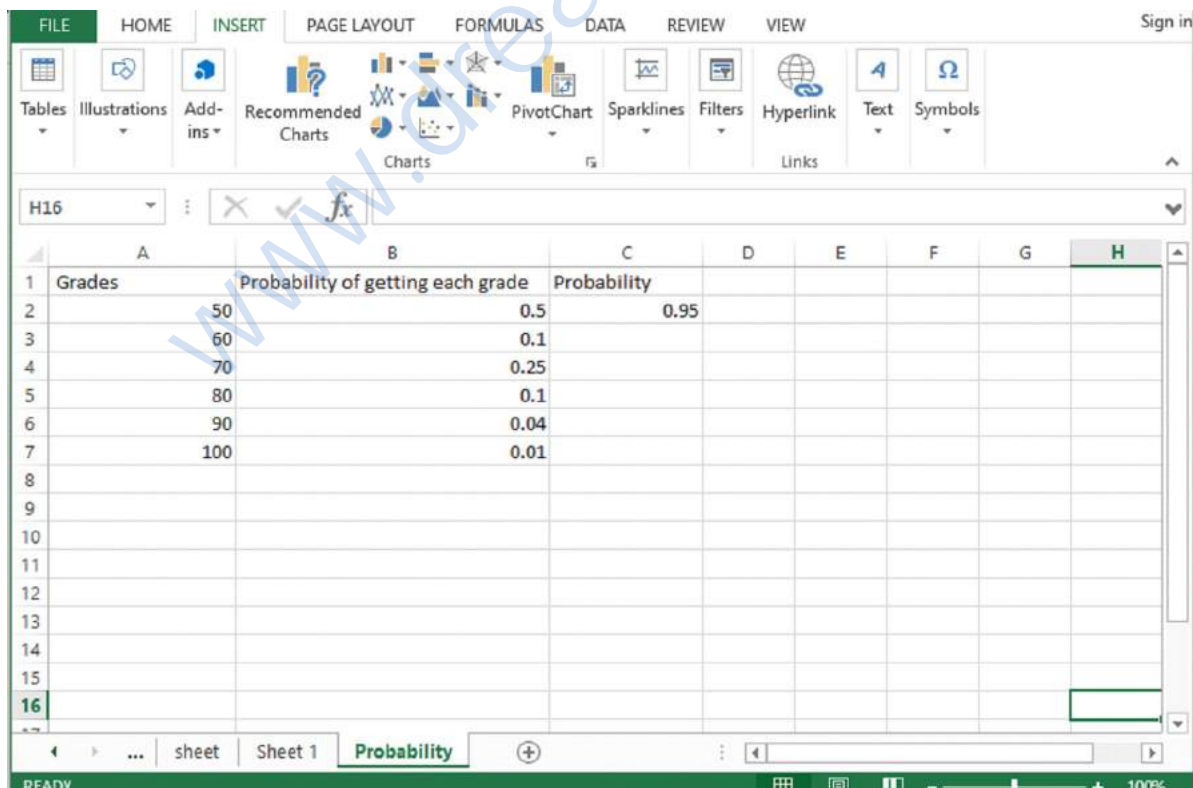 FILE HOME INSERT PAGE LAYOUT FORMULAS DATA REVIEW VIEW Sign in
Tables Illustrations Add-ins Recommended Charts PivotChart Sparklines Filters Hyperlink Text Symbols
Charts Links
H16 fx
A B C D E F G H
1 Grades Probability of getting each grade Probability
2 50 0.5 0.95
3 60 0.1
4 70 0.25
5 80 0.1
6 90 0.04
7 100 0.01
8
9
10
11
12
13
14
15
16
... sheet Sheet 1 Probability
READY 100%